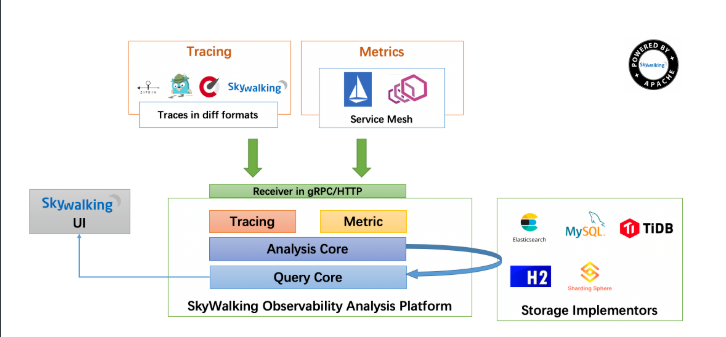 Tracing
Metrics
ZIPKIN
Skywalking
Traces in diff formats
Service Mesh
POWERED BY
Skywalking
APACHE
Receiver in gRPC/HTTP
Skywalking
UI
Tracing
Metric
Analysis Core
Query Core
SkyWalking Observability Analysis Platform
Elasticsearch
MySQL
TiDB
H2
Sharding Sphere
Storage Implementors